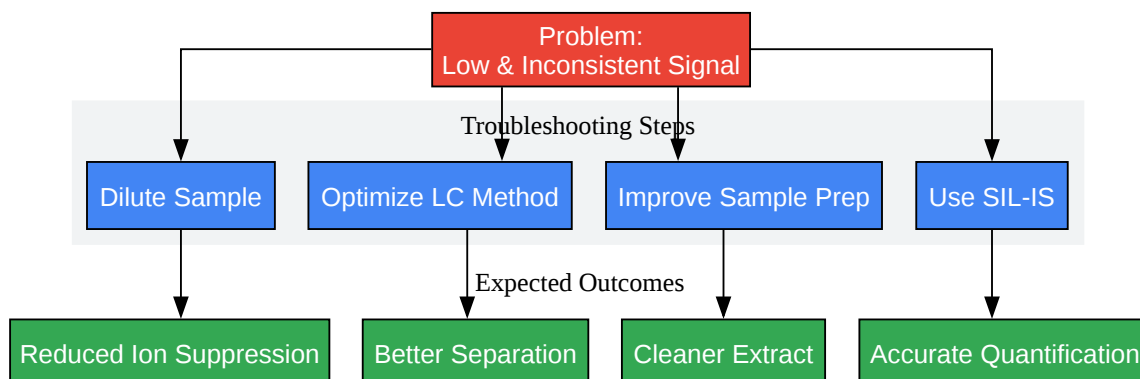 Problem:
Low & Inconsistent Signal
Troubleshooting Steps
Dilute Sample
Optimize LC Method
Improve Sample Prep
Use SIL-IS
Expected Outcomes
Reduced Ion Suppression
Better Separation
Cleaner Extract
Accurate Quantification